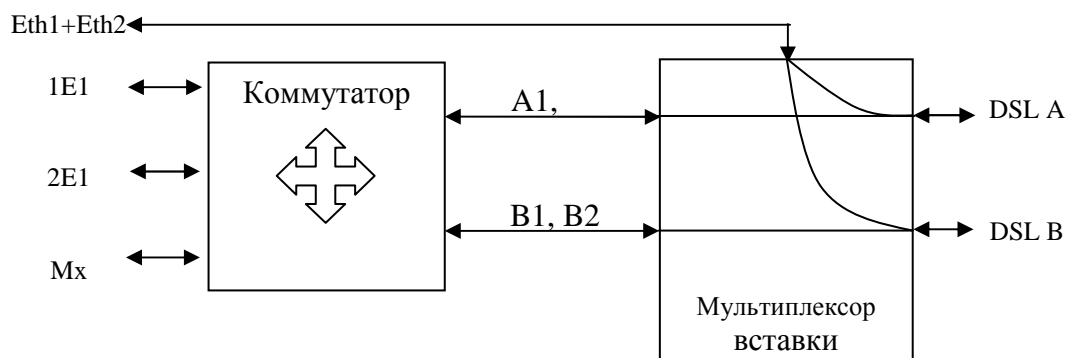 Eth1+Eth2
1E1
Коммутатор
A1,
DSL A
2E1
B1, B2
DSL B
Mx
Мультиплексор
вставки